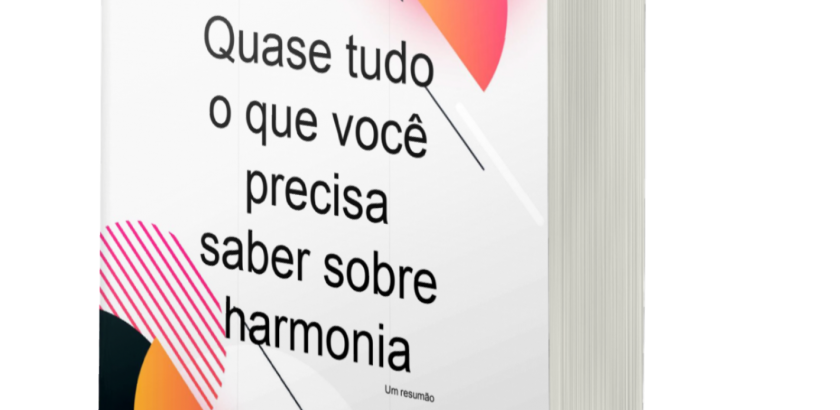 Quase tudo
o que você
precisa
saber sobre
harmonia
Um resumão